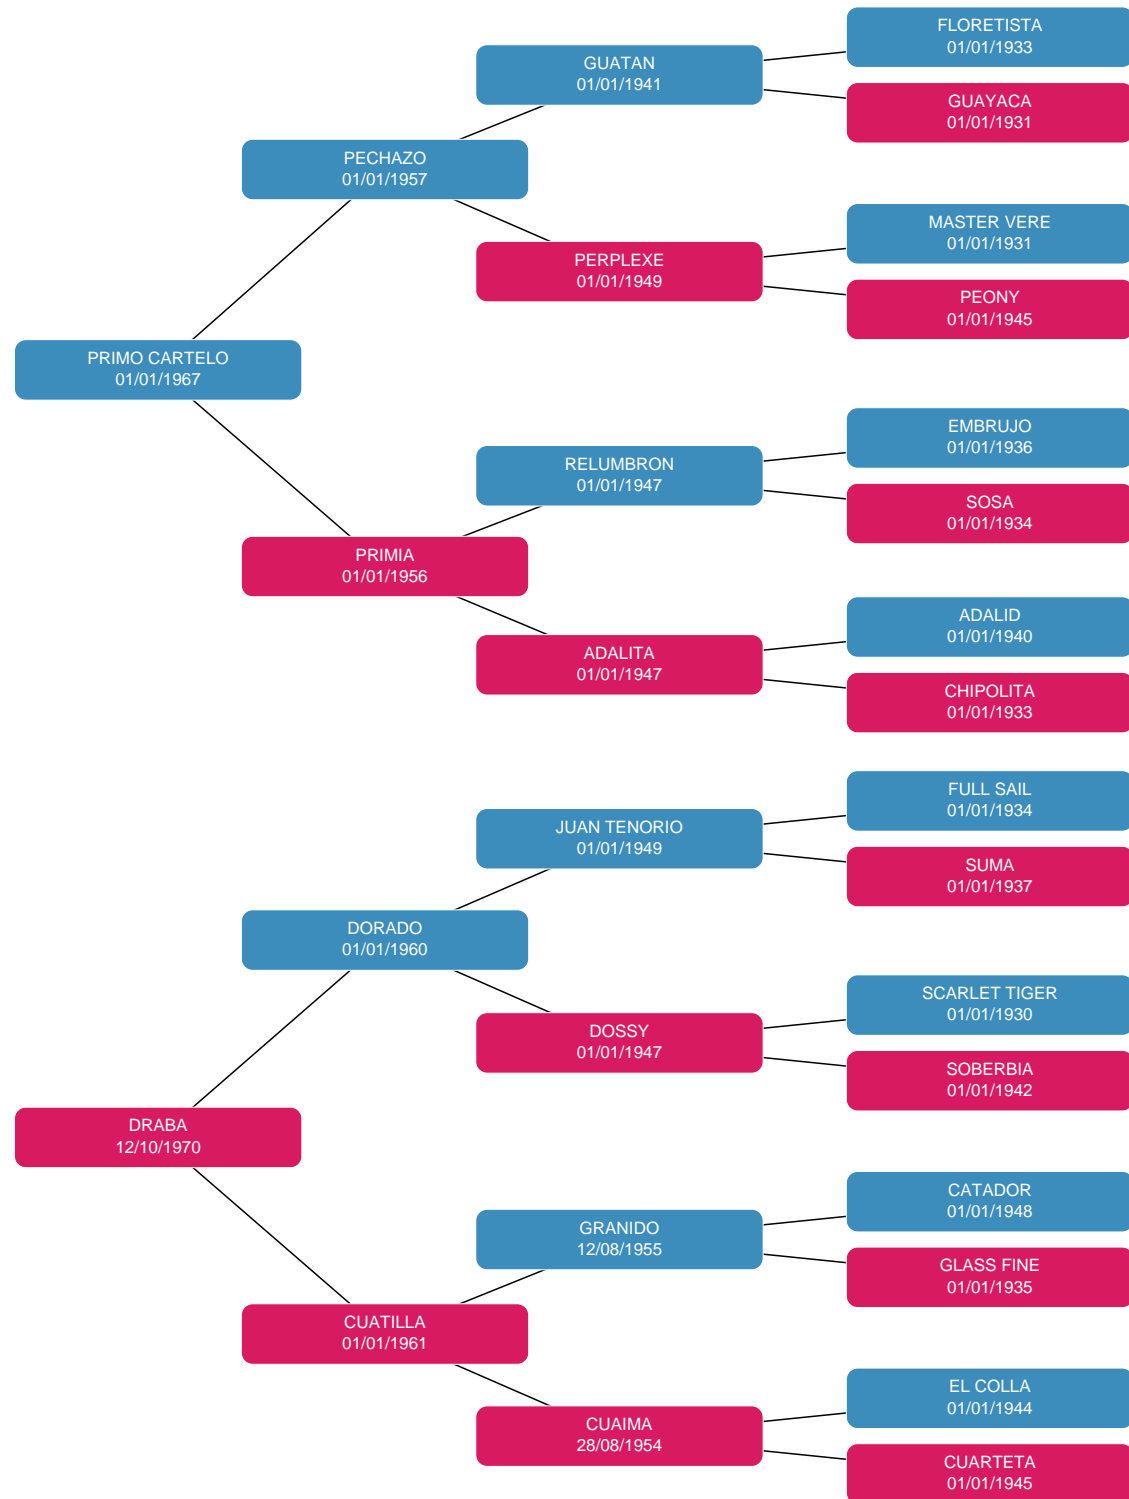 FLORETISTA
01/01/1933
GUATAN
01/01/1941
GUAYACA
01/01/1931
PECHAZO
01/01/1957
MASTER VERE
01/01/1931
PERPLEXE
01/01/1949
PEONY
01/01/1945
PRIMO CARTELO
01/01/1967
EMBRUJO
01/01/1936
RELUMBRON
01/01/1947
SOSA
01/01/1934
PRIMIA
01/01/1956
ADALID
01/01/1940
ADALITA
01/01/1947
CHIPOLITA
01/01/1933
FULL SAIL
01/01/1934
JUAN TENORIO
01/01/1949
SUMA
01/01/1937
DORADO
01/01/1960
SCARLET TIGER
01/01/1930
DOSSY
01/01/1947
SOBERBIA
01/01/1942
DRABA
12/10/1970
CATADOR
01/01/1948
GRANIDO
12/08/1955
GLASS FINE
01/01/1935
CUATILLA
01/01/1961
EL COLLA
01/01/1944
CUAIMA
28/08/1954
CUARTETA
01/01/1945